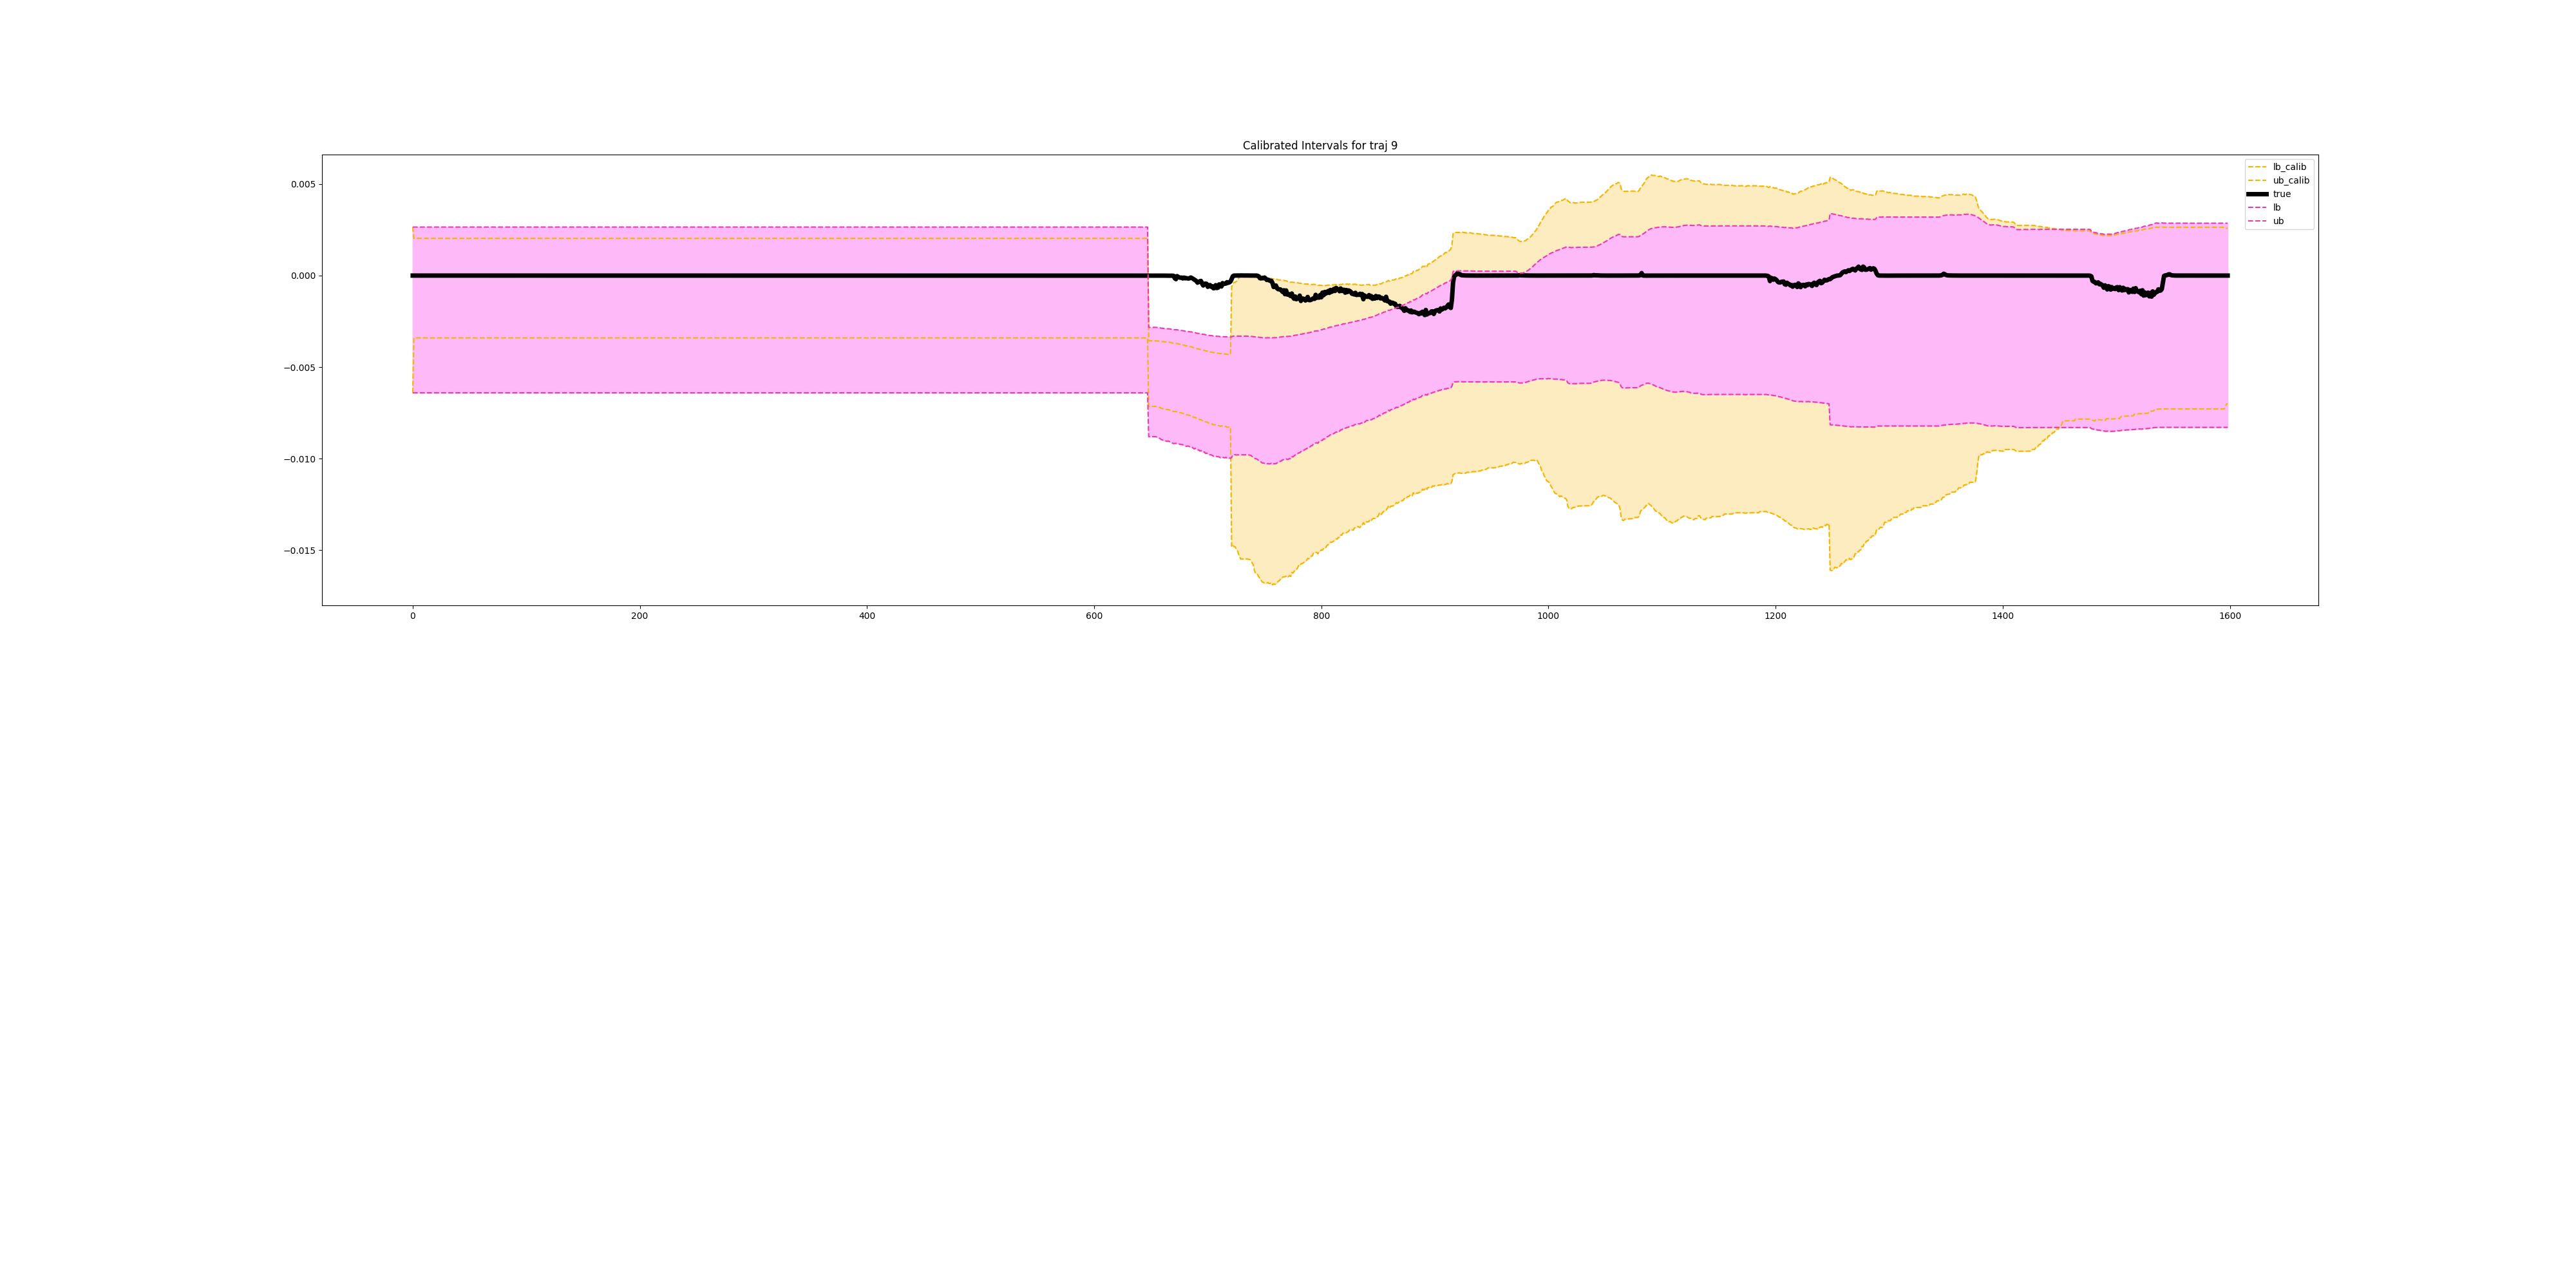 Calibrated Intervals for traj 9
0.005
0.000
−0.005
−0.010
−0.015
0 200 400 600 800 1000 1200 1400 1600
lb_calib
ub_calib
true
lb
ub